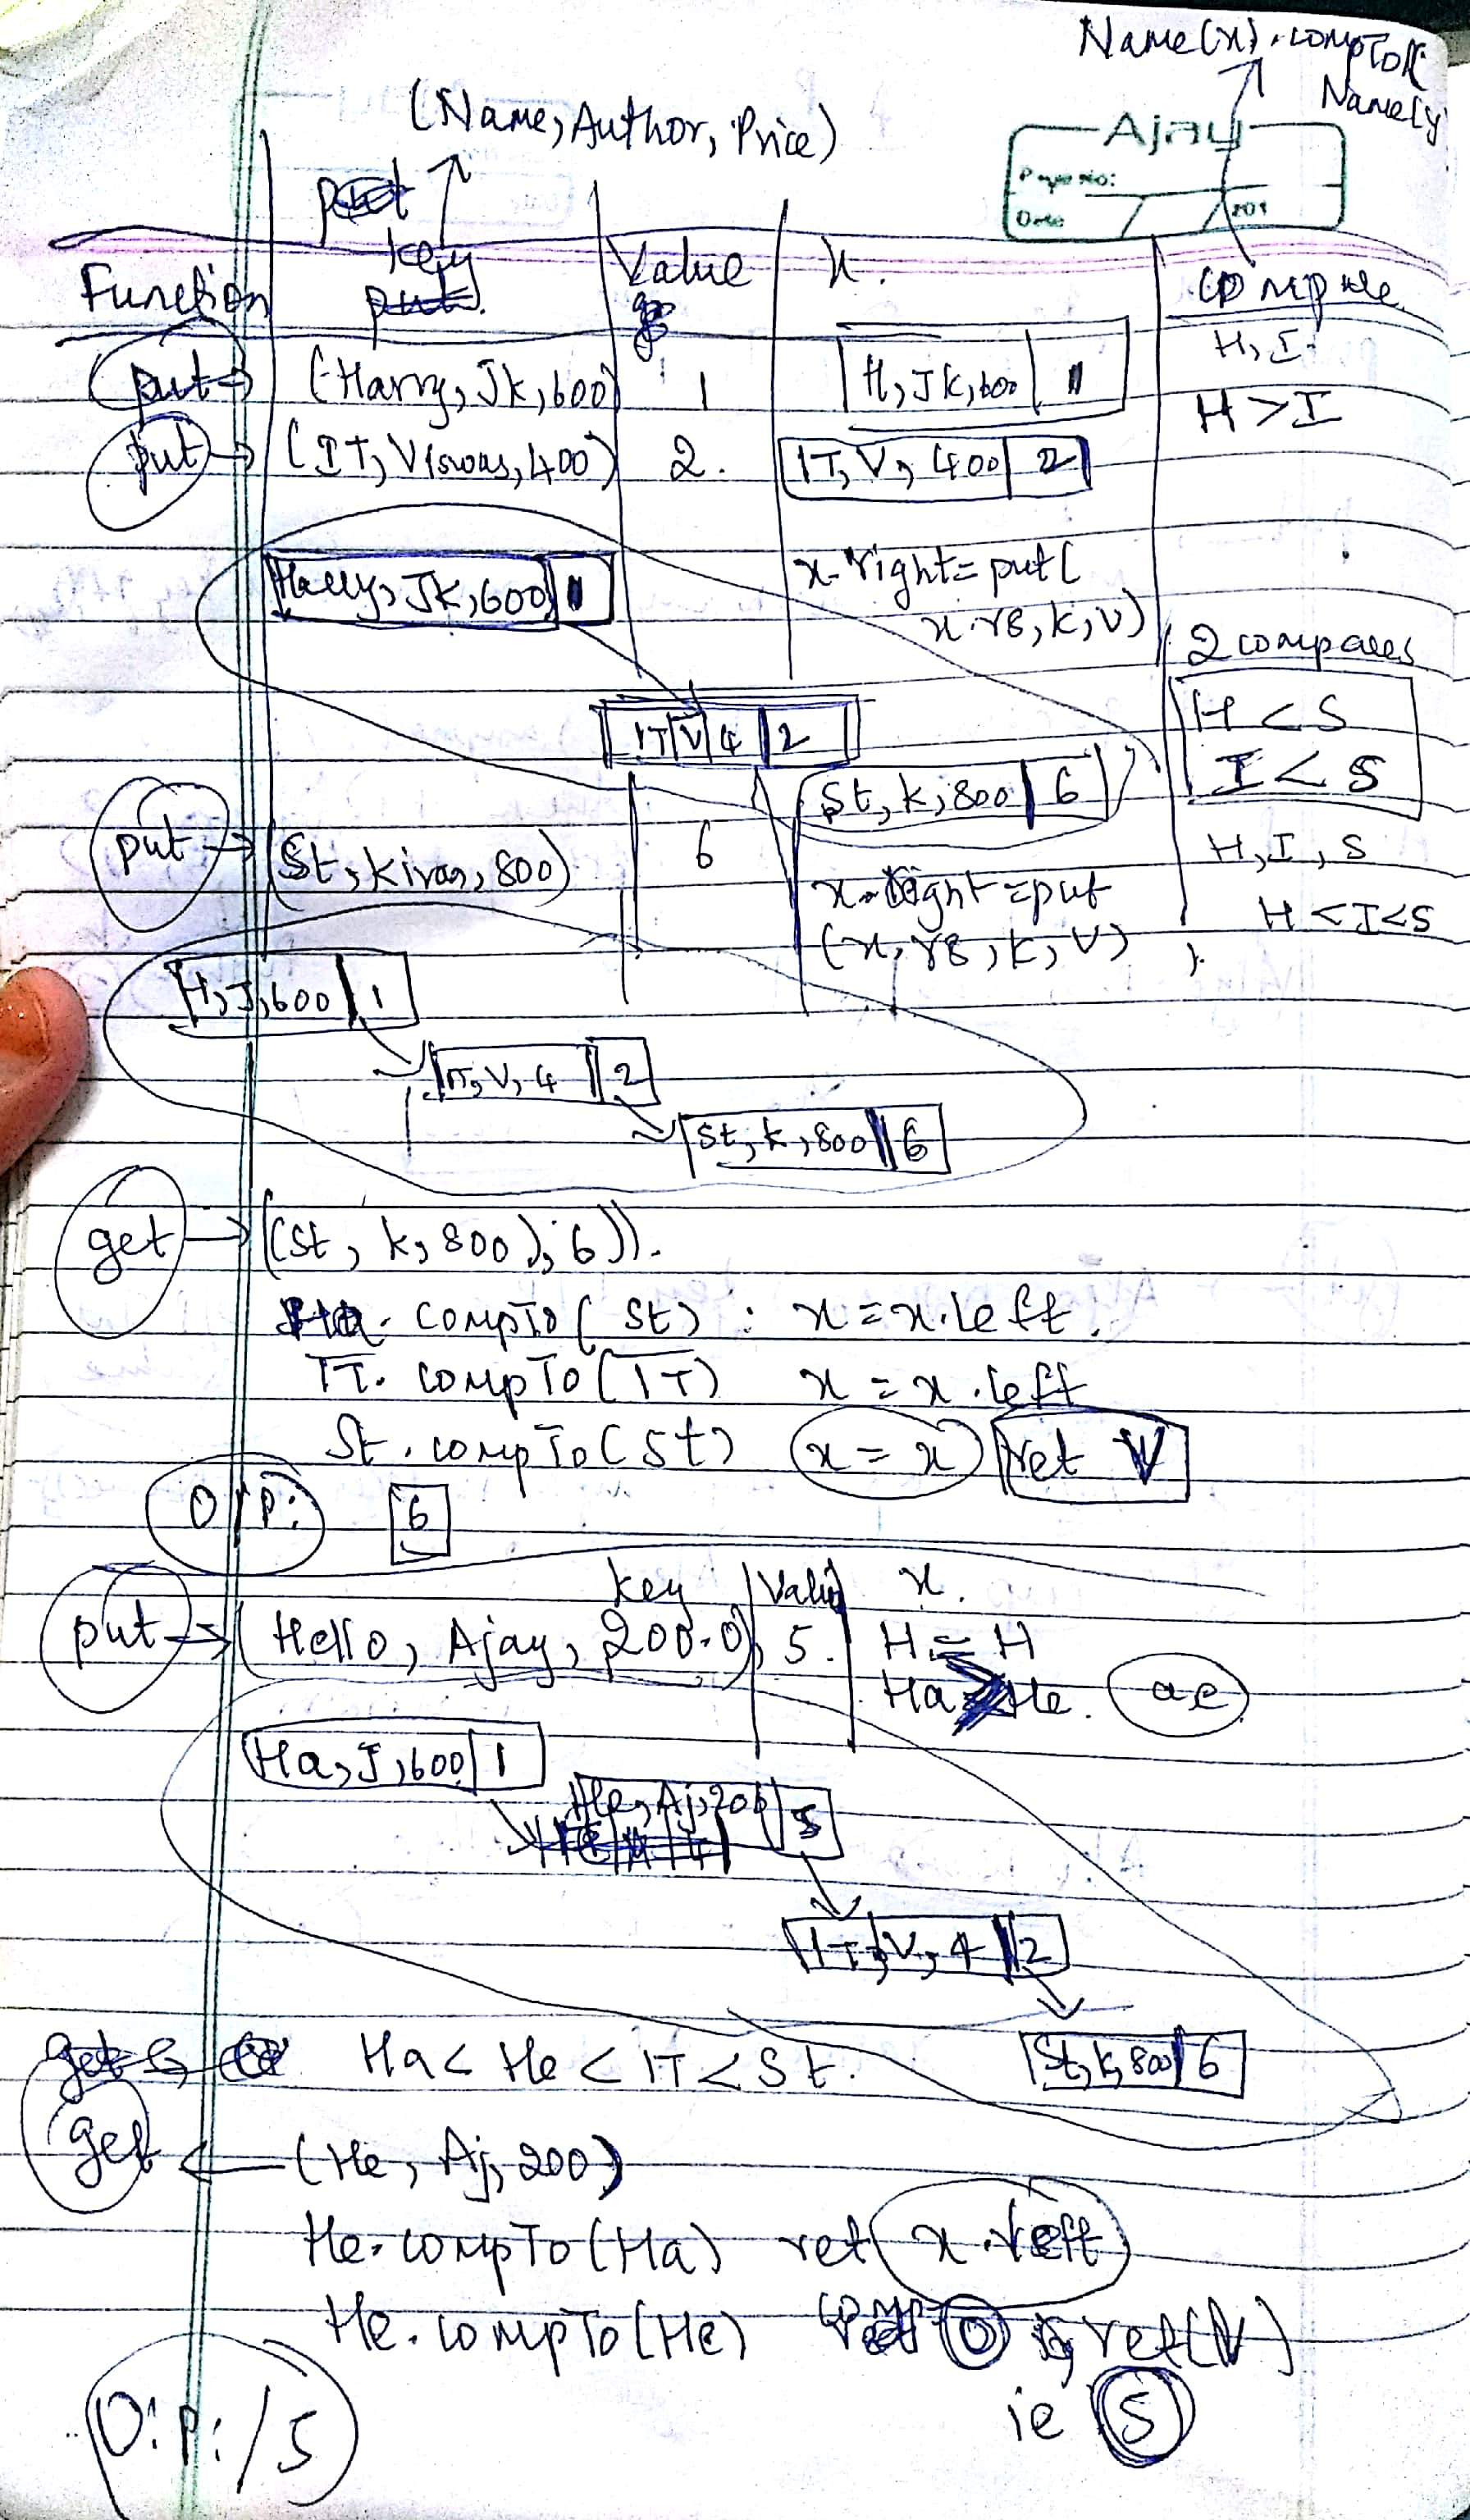 Name(x).compTo(
Namely
(Name, Author, Price)
Ajay
Page No:
Date / /201
key
Function
Value
x.
compare
put → (Harry, Jk, 600) 1
H, Jk, 600 1
H, I
H > I
put → (IT, Viswas, 400) 2.
IT, V, 400 2
Harry, Jk, 600 1
x.right = put(
x.rg, k, v)
2 compares
H < S
I < S
IT V 4 2
St, k, 800 6
put → (St, kiran, 800) 6
H, I, S
x.right = put
(x, rg, k, v)
H < I < S
H, J, 600 1
IT, V, 4 2
St, k, 800 6
get → ((St, k, 800), 6)).
Ha. compTo( St) : x = x.left.
IT. compTo(IT) x = x.left
St. compTo(St) x = x ret V
O/P: 6
key Value x.
put → (Hello, Ajay, 200.0), 5. H = H
Ha He. ae
Ha, J, 600 1
He, Aj, 200 5
IT, V, 4 2
get Ha < He < IT < St.
St, k, 800 6
get ← (He, Aj, 200)
He. compTo(Ha) ret x.left
He. compTo(He) comp 0 ret(V)
ie 5
O:P:/5